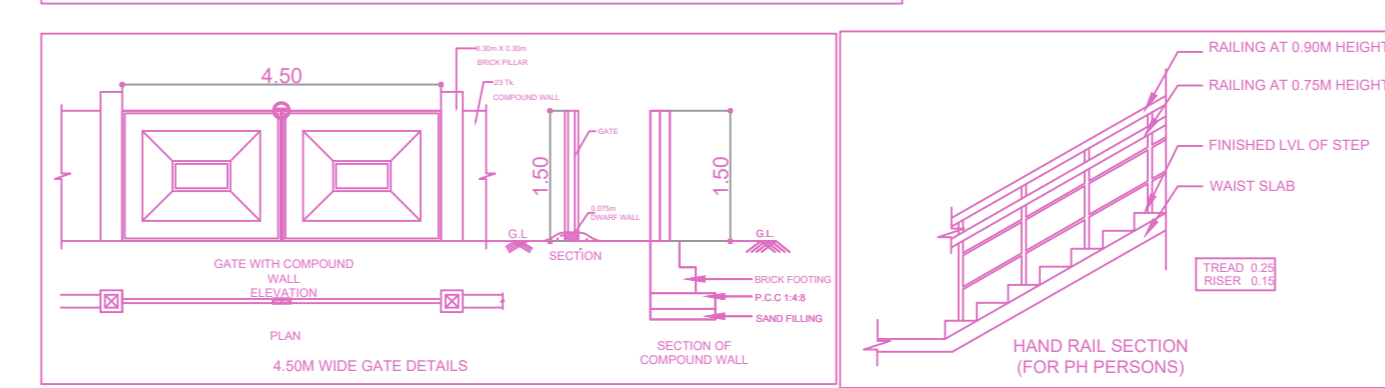 4.50
0.30m X 0.30m
BRICK PILLAR
23 Tk.
COMPOUND WALL
GATE
1.50
0.075m
DWARF WALL
G.L
SECTION
1.50
G.L.
BRICK FOOTING
P.C.C 1:4:8
SAND FILLING
GATE WITH COMPOUND
WALL
ELEVATION
PLAN
4.50M WIDE GATE DETAILS
SECTION OF
COMPOUND WALL
RAILING AT 0.90M HEIGHT
RAILING AT 0.75M HEIGHT
FINISHED LVL OF STEP
WAIST SLAB
TREAD 0.25
RISER 0.15
HAND RAIL SECTION
(FOR PH PERSONS)